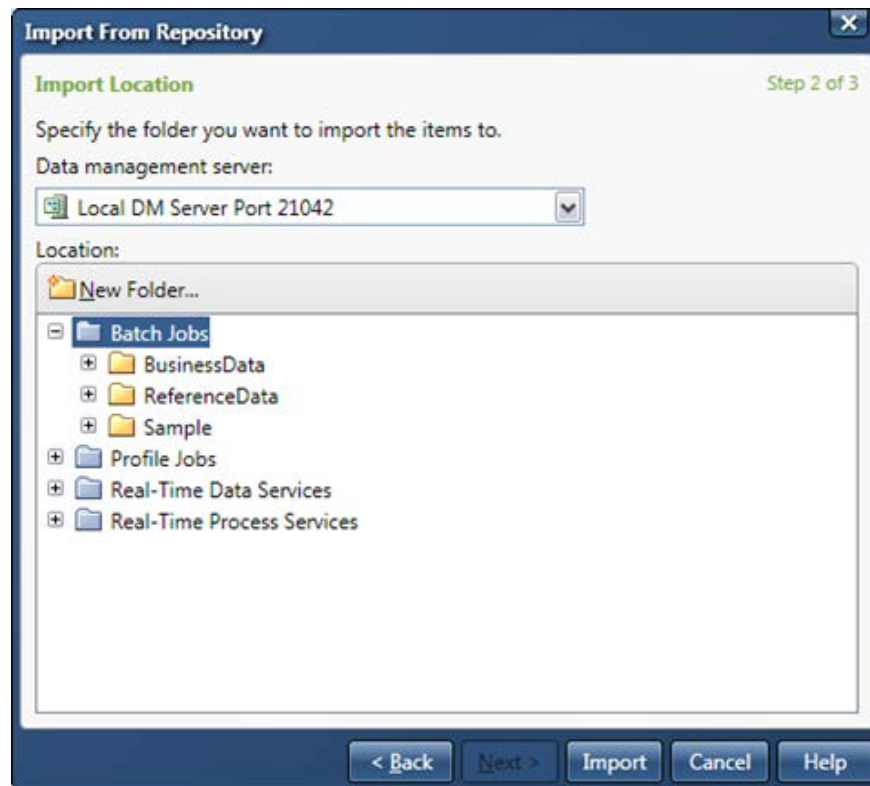 Import From Repository
Import Location
Step 2 of 3
Specify the folder you want to import the items to.
Data management server:
Local DM Server Port 21042
Location:
New Folder...
Batch Jobs
BusinessData
ReferenceData
Sample
Profile Jobs
Real-Time Data Services
Real-Time Process Services
< Back Next > Import Cancel Help